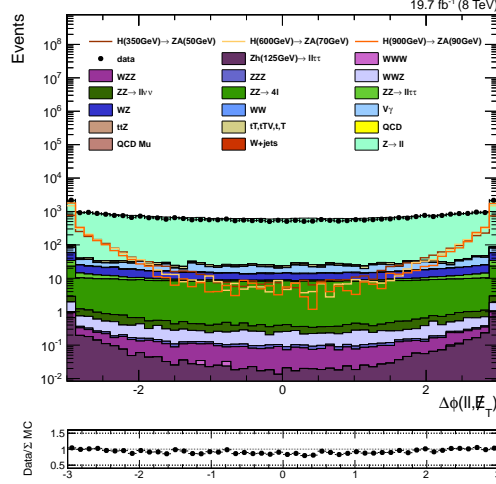 19.7 fb⁻¹ (8 TeV)
Events
H(350GeV)→ ZA(50GeV) H(600GeV)→ ZA(70GeV) H(900GeV)→ ZA(90GeV)
data Zh(125GeV)→ llττ WWW
WZZ ZZZ WWZ
ZZ→ llνν ZZ→ 4l ZZ→ llττ
WZ WW Vγ
ttZ tT,tTV,t,T QCD
QCD Mu W+jets Z→ ll
10⁸
10⁷
10⁶
10⁵
10⁴
10³
10²
10
1
10⁻¹
10⁻²
-2 0 2
Δϕ(ll,E̸_T)
Data/Σ MC
1.5
1
0.5
-3 -2 -1 0 1 2 3